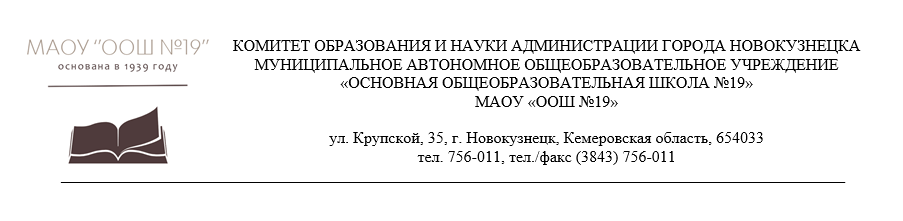 МАОУ "ООШ №19"
основана в 1939 году
КОМИТЕТ ОБРАЗОВАНИЯ И НАУКИ АДМИНИСТРАЦИИ ГОРОДА НОВОКУЗНЕЦКА
МУНИЦИПАЛЬНОЕ АВТОНОМНОЕ ОБЩЕОБРАЗОВАТЕЛЬНОЕ УЧРЕЖДЕНИЕ
«ОСНОВНАЯ ОБЩЕОБРАЗОВАТЕЛЬНАЯ ШКОЛА №19»
МАОУ «ООШ №19»
ул. Крупской, 35, г. Новокузнецк, Кемеровская область, 654033
тел. 756-011, тел./факс (3843) 756-011